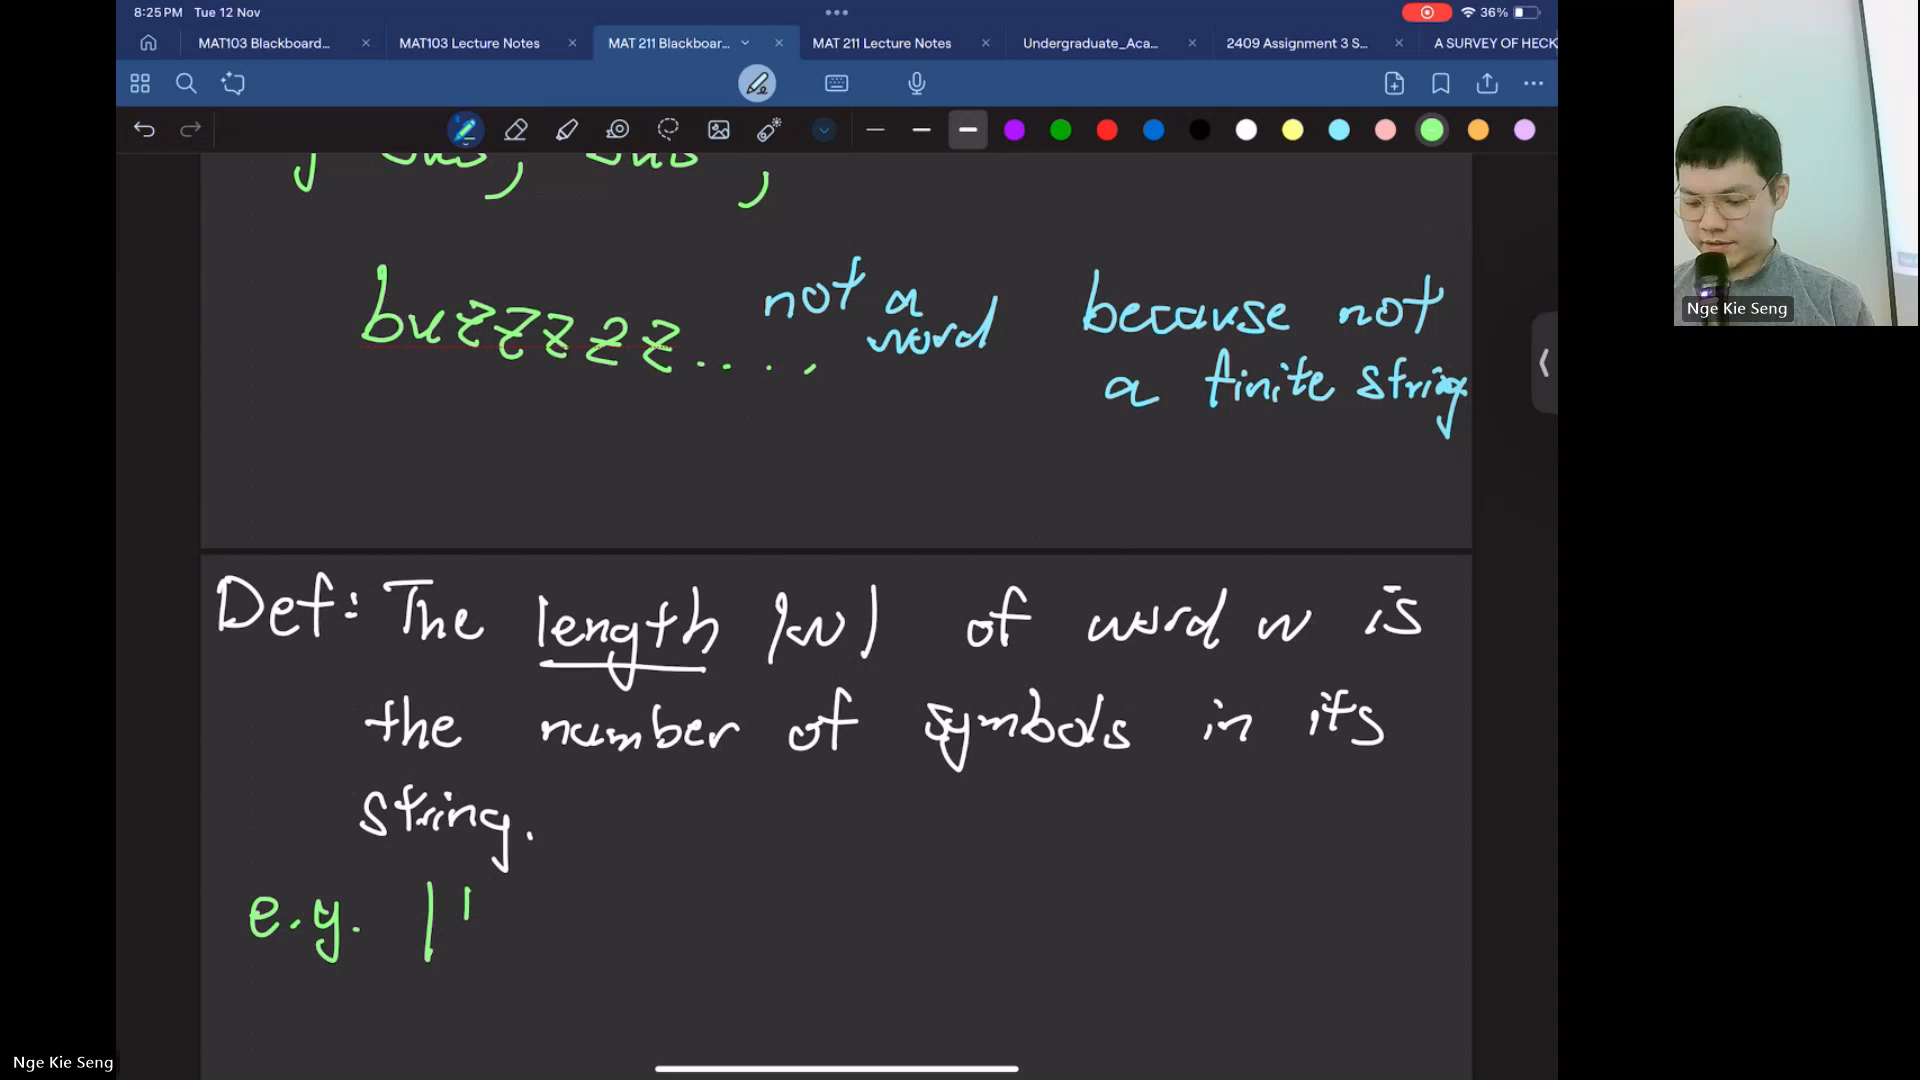 8:25 PM Tue 12 Nov
36%
MAT103 Blackboard...
MAT103 Lecture Notes
MAT 211 Blackboar...
MAT 211 Lecture Notes
Undergraduate_Aca...
2409 Assignment 3 S...
A SURVEY OF HECK
buzzzzz....,
not a
word
because not
a finite string
Def: The length |w| of word w is
the number of symbols in its
string.
e.g. |
Nge Kie Seng
Nge Kie Seng